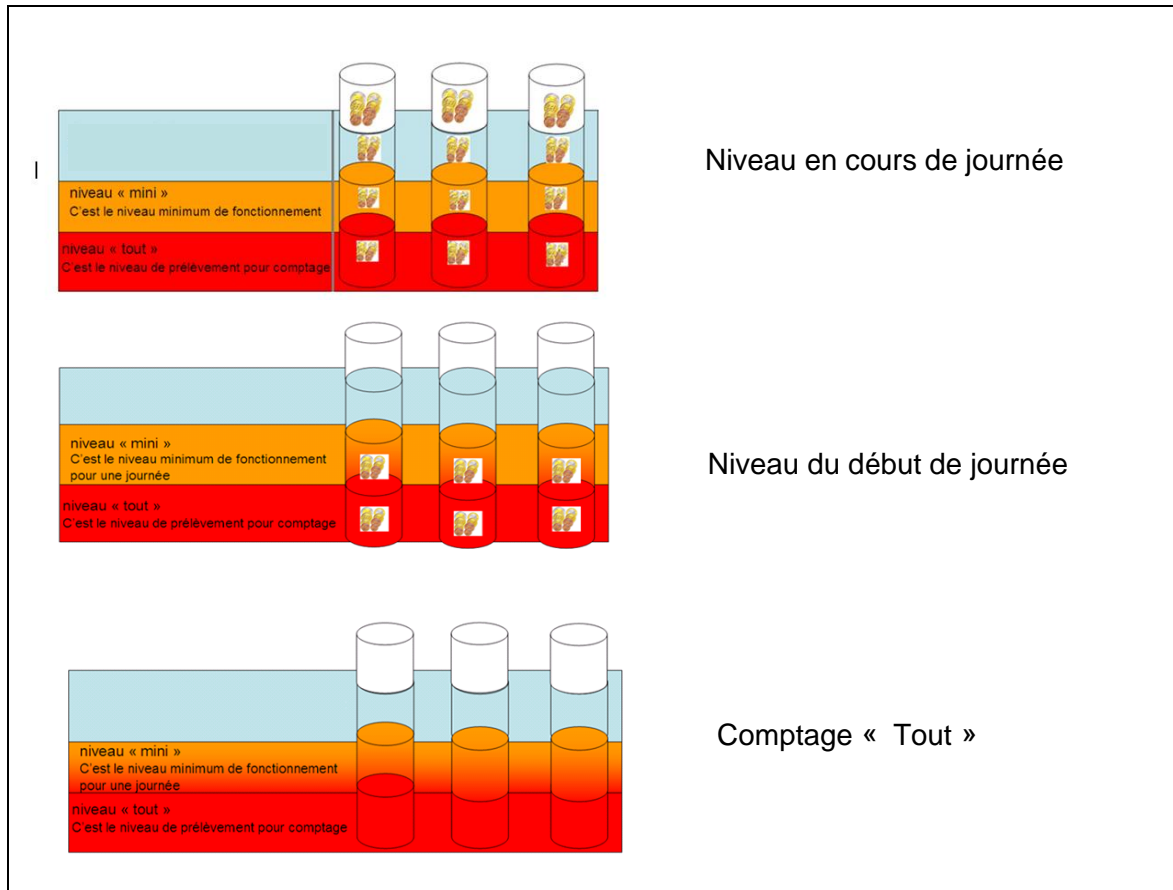 Niveau en cours de journée
l
niveau « mini »
C'est le niveau minimum de fonctionnement
niveau « tout »
C'est le niveau de prélèvement pour comptage
niveau « mini »
C'est le niveau minimum de fonctionnement
pour une journée
Niveau du début de journée
niveau « tout »
C'est le niveau de prélèvement pour comptage
Comptage « Tout »
niveau « mini »
C'est le niveau minimum de fonctionnement
pour une journée
niveau « tout »
C'est le niveau de prélèvement pour comptage